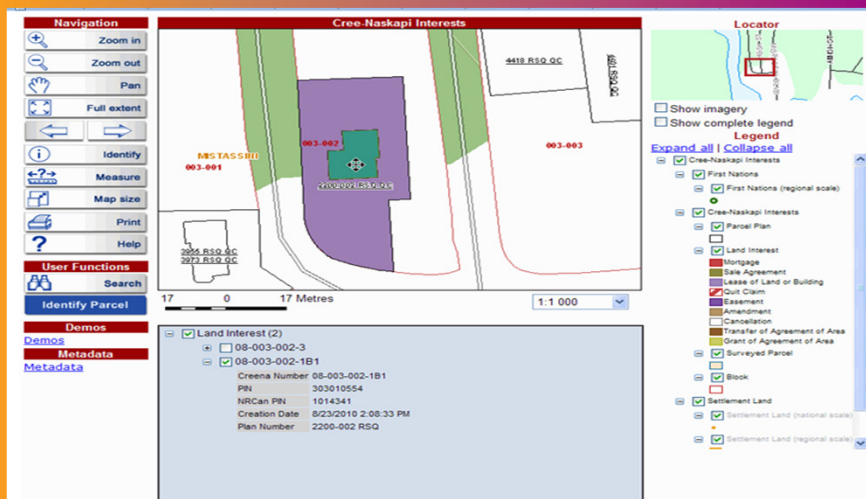 Navigation
Zoom in
Zoom out
Pan
Full extent
Identify
Measure
Map size
Print
? Help
User Functions
Search
Identify Parcel
Demos
Demos
Metadata
Metadata
Cree-Naskapi Interests
4418 RSQ QC
003-002
MISTASSINI
003-001
003-003
2200-002 RSQ QC
3955 RSQ QC
3973 RSQ QC
17 0 17 Metres
1:1 000
Land Interest (2)
08-003-002-3
08-003-002-1B1
Creena Number 08-003-002-1B1
PIN 303010554
NRCan PIN 1014341
Creation Date 8/23/2010 2:08:33 PM
Plan Number 2200-002 RSQ
Locator
Show imagery
Show complete legend
Legend
Expand all | Collapse all
Cree-Naskapi Interests
First Nations
First Nations (regional scale)
Cree-Naskapi Interests
Parcel Plan
Land Interest
Mortgage
Sale Agreement
Lease of Land or Building
Quit Claim
Easement
Amendment
Cancellation
Transfer of Agreement of Area
Grant of Agreement of Area
Surveyed Parcel
Block
Settlement Land
Settlement Land (national scale)
Settlement Land (regional scale)